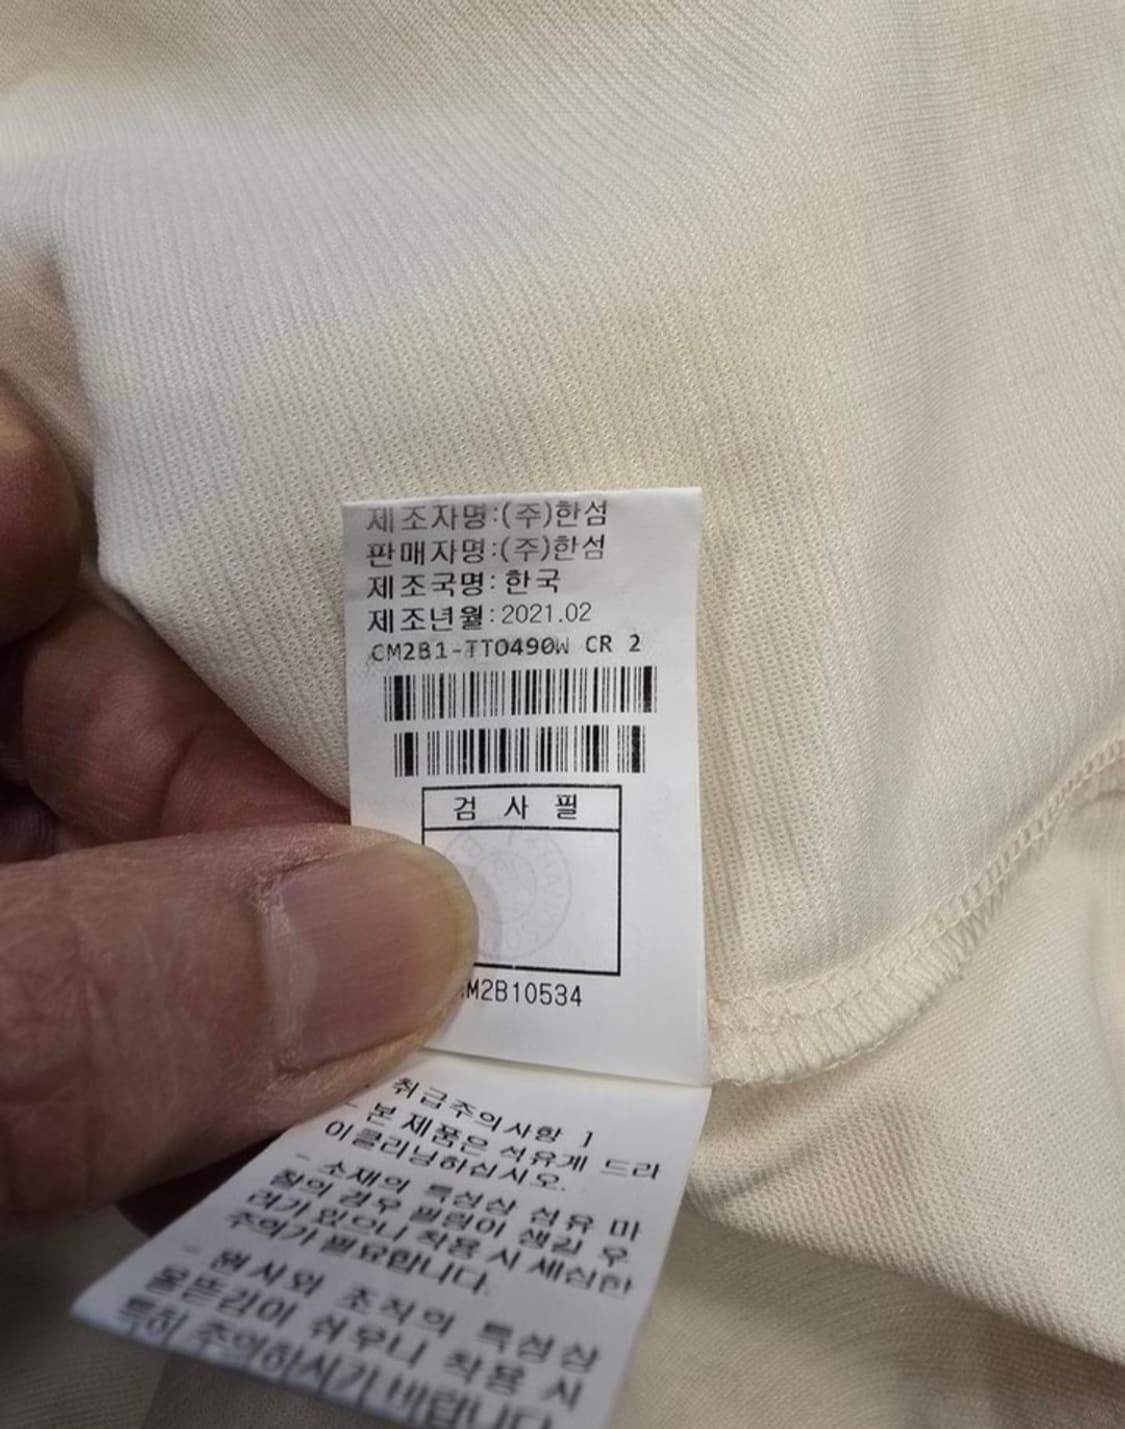 제조자명:(주)한섬
판매자명:(주)한섬
제조국명:한국
제조년월:2021.02
CM2B1-TTO490W CR 2
검 사 필
M2B10534
취급주의사항 ]
- 본 제품은 석유계 드라
이클리닝하십시오.
- 소재의 특성상 섬유 마
찰의 경우 필링이 생길 우
려가 있으니 착용 시 세심한
주의가 필요합니다.
- 원사와 조직의 특성상
올뜯김이 쉬우니 착용 시
특히 주의하시기 바랍니다